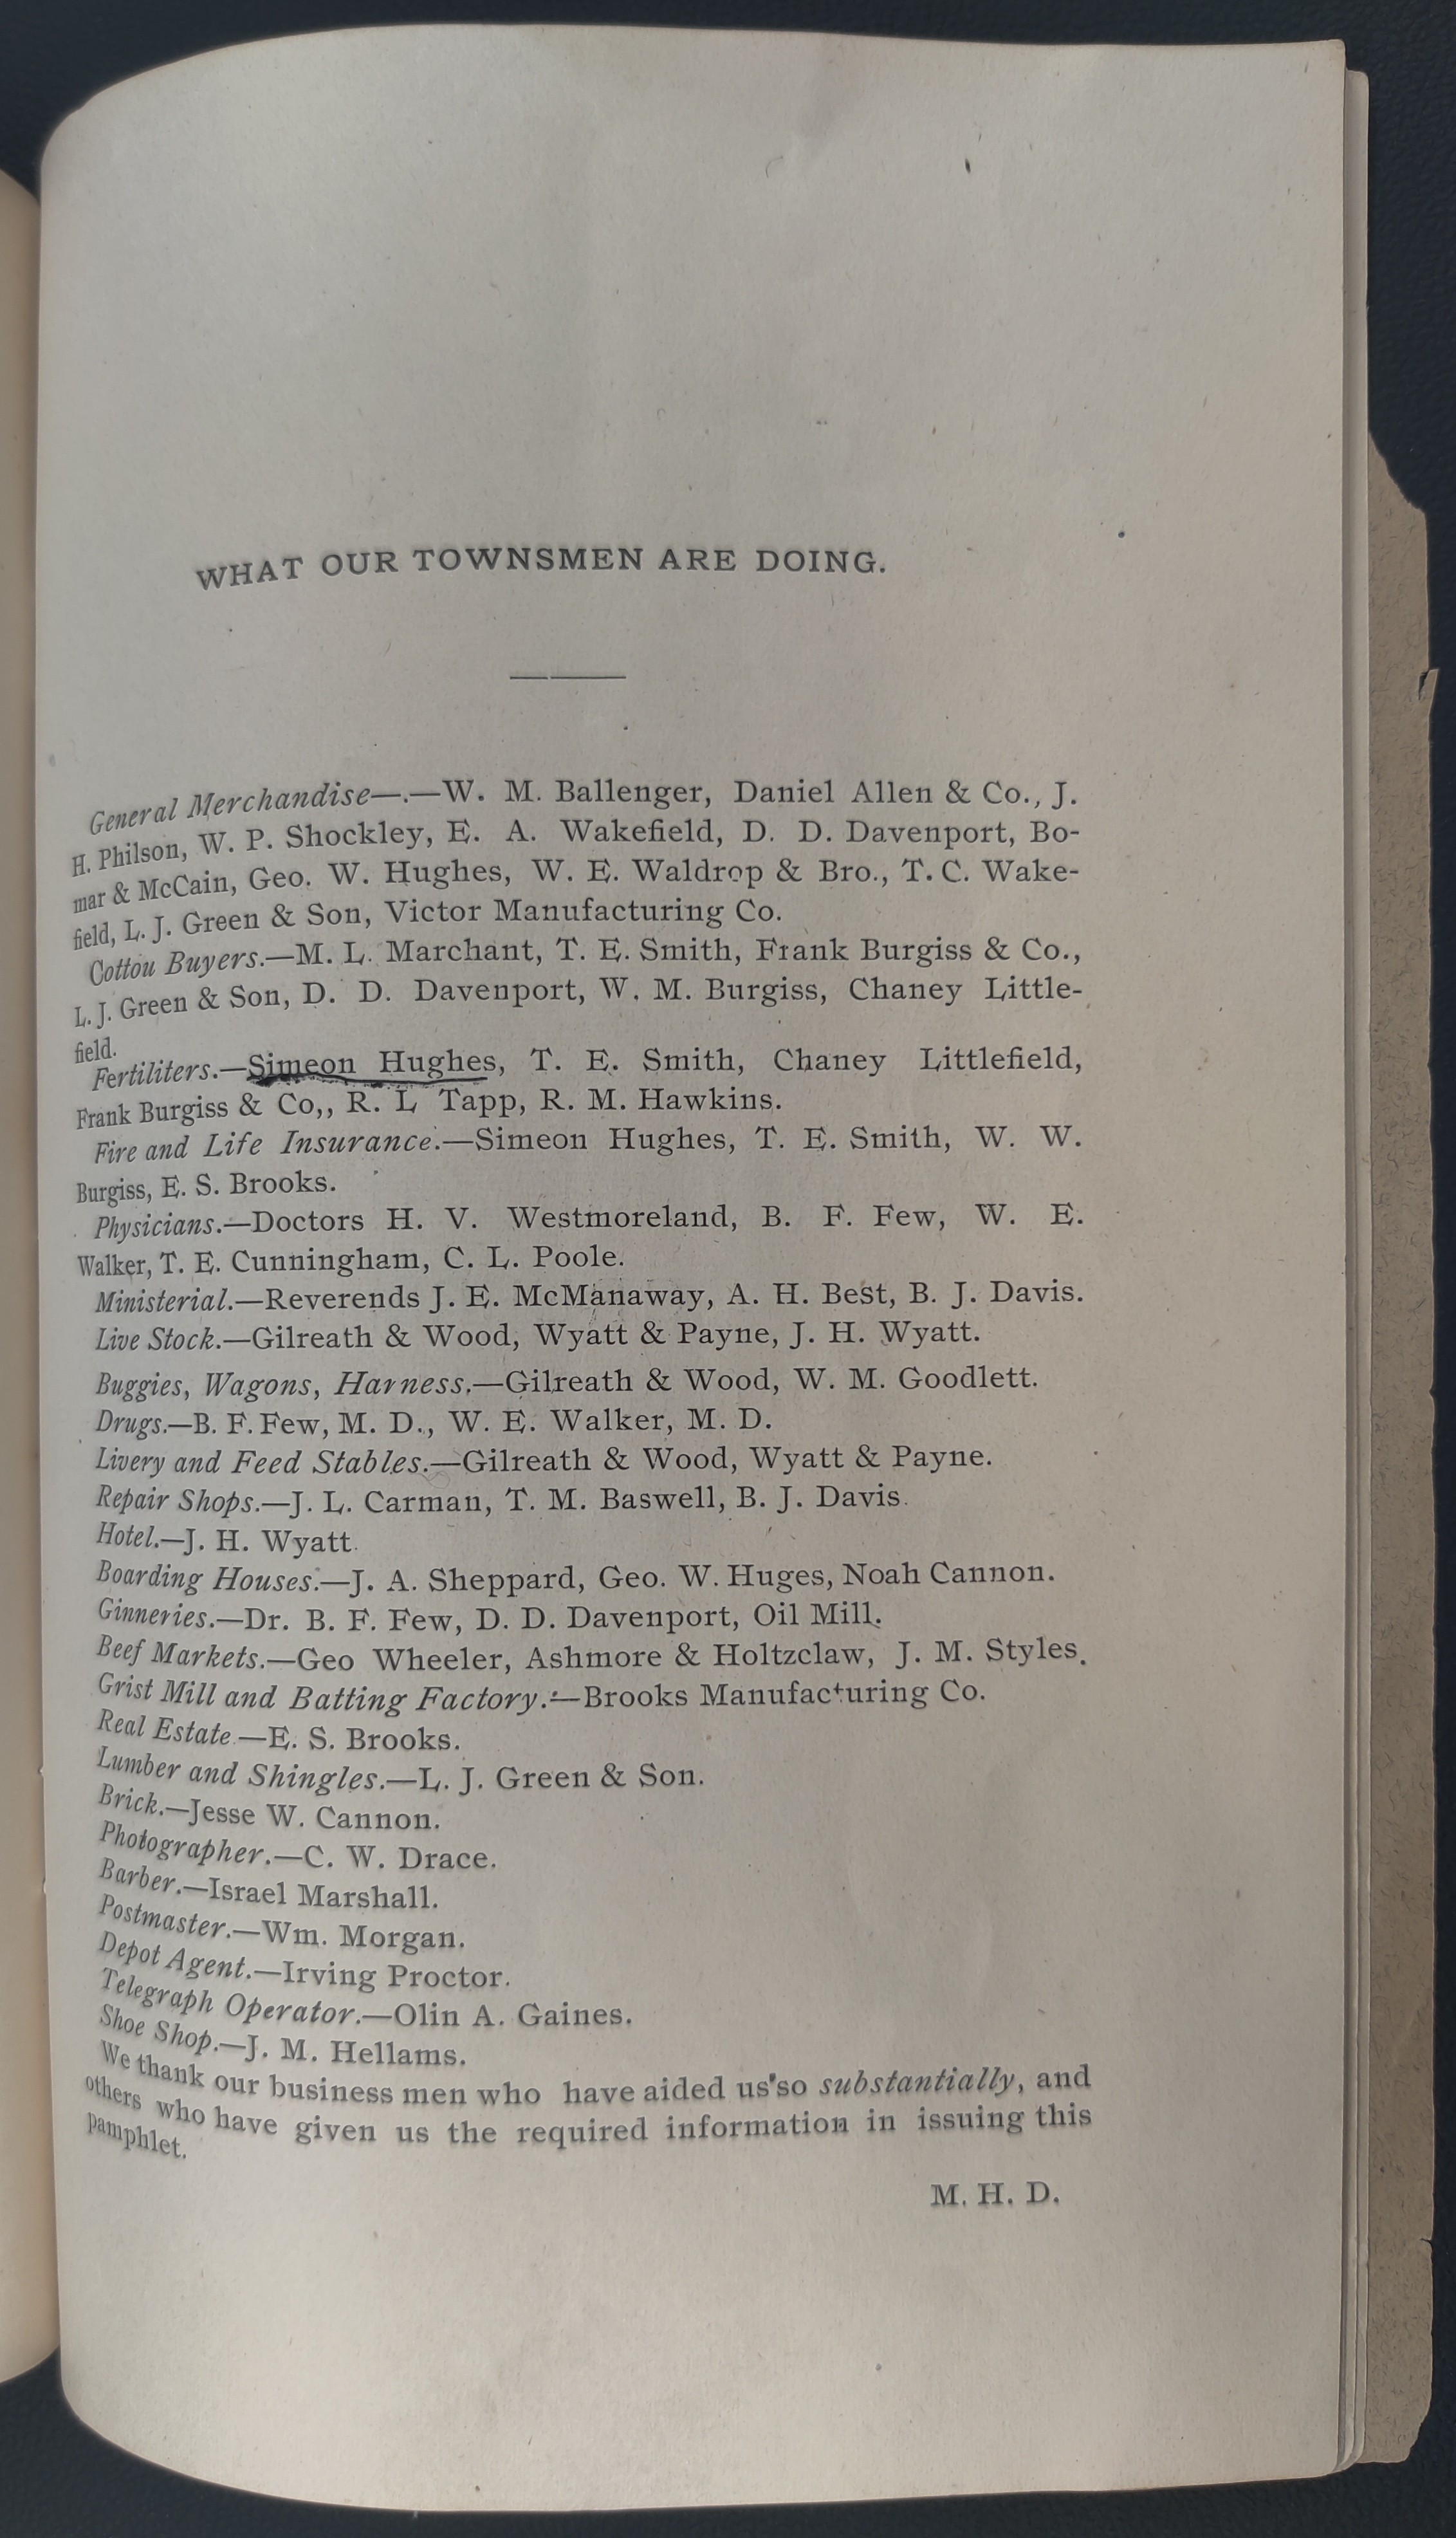 WHAT OUR TOWNSMEN ARE DOING.
General Merchandise—.—W. M. Ballenger, Daniel Allen & Co., J.
H. Philson, W. P. Shockley, E. A. Wakefield, D. D. Davenport, Bo-
mar & McCain, Geo. W. Hughes, W. E. Waldrop & Bro., T. C. Wake-
field, L. J. Green & Son, Victor Manufacturing Co.
Cottou Buyers.—M. L. Marchant, T. E. Smith, Frank Burgiss & Co.,
L. J. Green & Son, D. D. Davenport, W. M. Burgiss, Chaney Little-
field.
Fertiliters.—Simeon Hughes, T. E. Smith, Chaney Littlefield,
Frank Burgiss & Co,, R. L Tapp, R. M. Hawkins.
Fire and Life Insurance.—Simeon Hughes, T. E. Smith, W. W.
Burgiss, E. S. Brooks.
Physicians.—Doctors H. V. Westmoreland, B. F. Few, W. E.
Walker, T. E. Cunningham, C. L. Poole.
Ministerial.—Reverends J. E. McManaway, A. H. Best, B. J. Davis.
Live Stock.—Gilreath & Wood, Wyatt & Payne, J. H. Wyatt.
Buggies, Wagons, Harness.—Gilreath & Wood, W. M. Goodlett.
Drugs.—B. F. Few, M. D., W. E. Walker, M. D.
Livery and Feed Stables.—Gilreath & Wood, Wyatt & Payne.
Repair Shops.—J. L. Carman, T. M. Baswell, B. J. Davis.
Hotel.—J. H. Wyatt.
Boarding Houses.—J. A. Sheppard, Geo. W. Huges, Noah Cannon.
Ginneries.—Dr. B. F. Few, D. D. Davenport, Oil Mill.
Beef Markets.—Geo Wheeler, Ashmore & Holtzclaw, J. M. Styles.
Grist Mill and Batting Factory.—Brooks Manufacturing Co.
Real Estate.—E. S. Brooks.
Lumber and Shingles.—L. J. Green & Son.
Brick.—Jesse W. Cannon.
Photographer.—C. W. Drace.
Barber.—Israel Marshall.
Postmaster.—Wm. Morgan.
Depot Agent.—Irving Proctor.
Telegraph Operator.—Olin A. Gaines.
Shoe Shop.—J. M. Hellams.
We thank our business men who have aided us so substantially, and
others who have given us the required information in issuing this
pamphlet.
M. H. D.